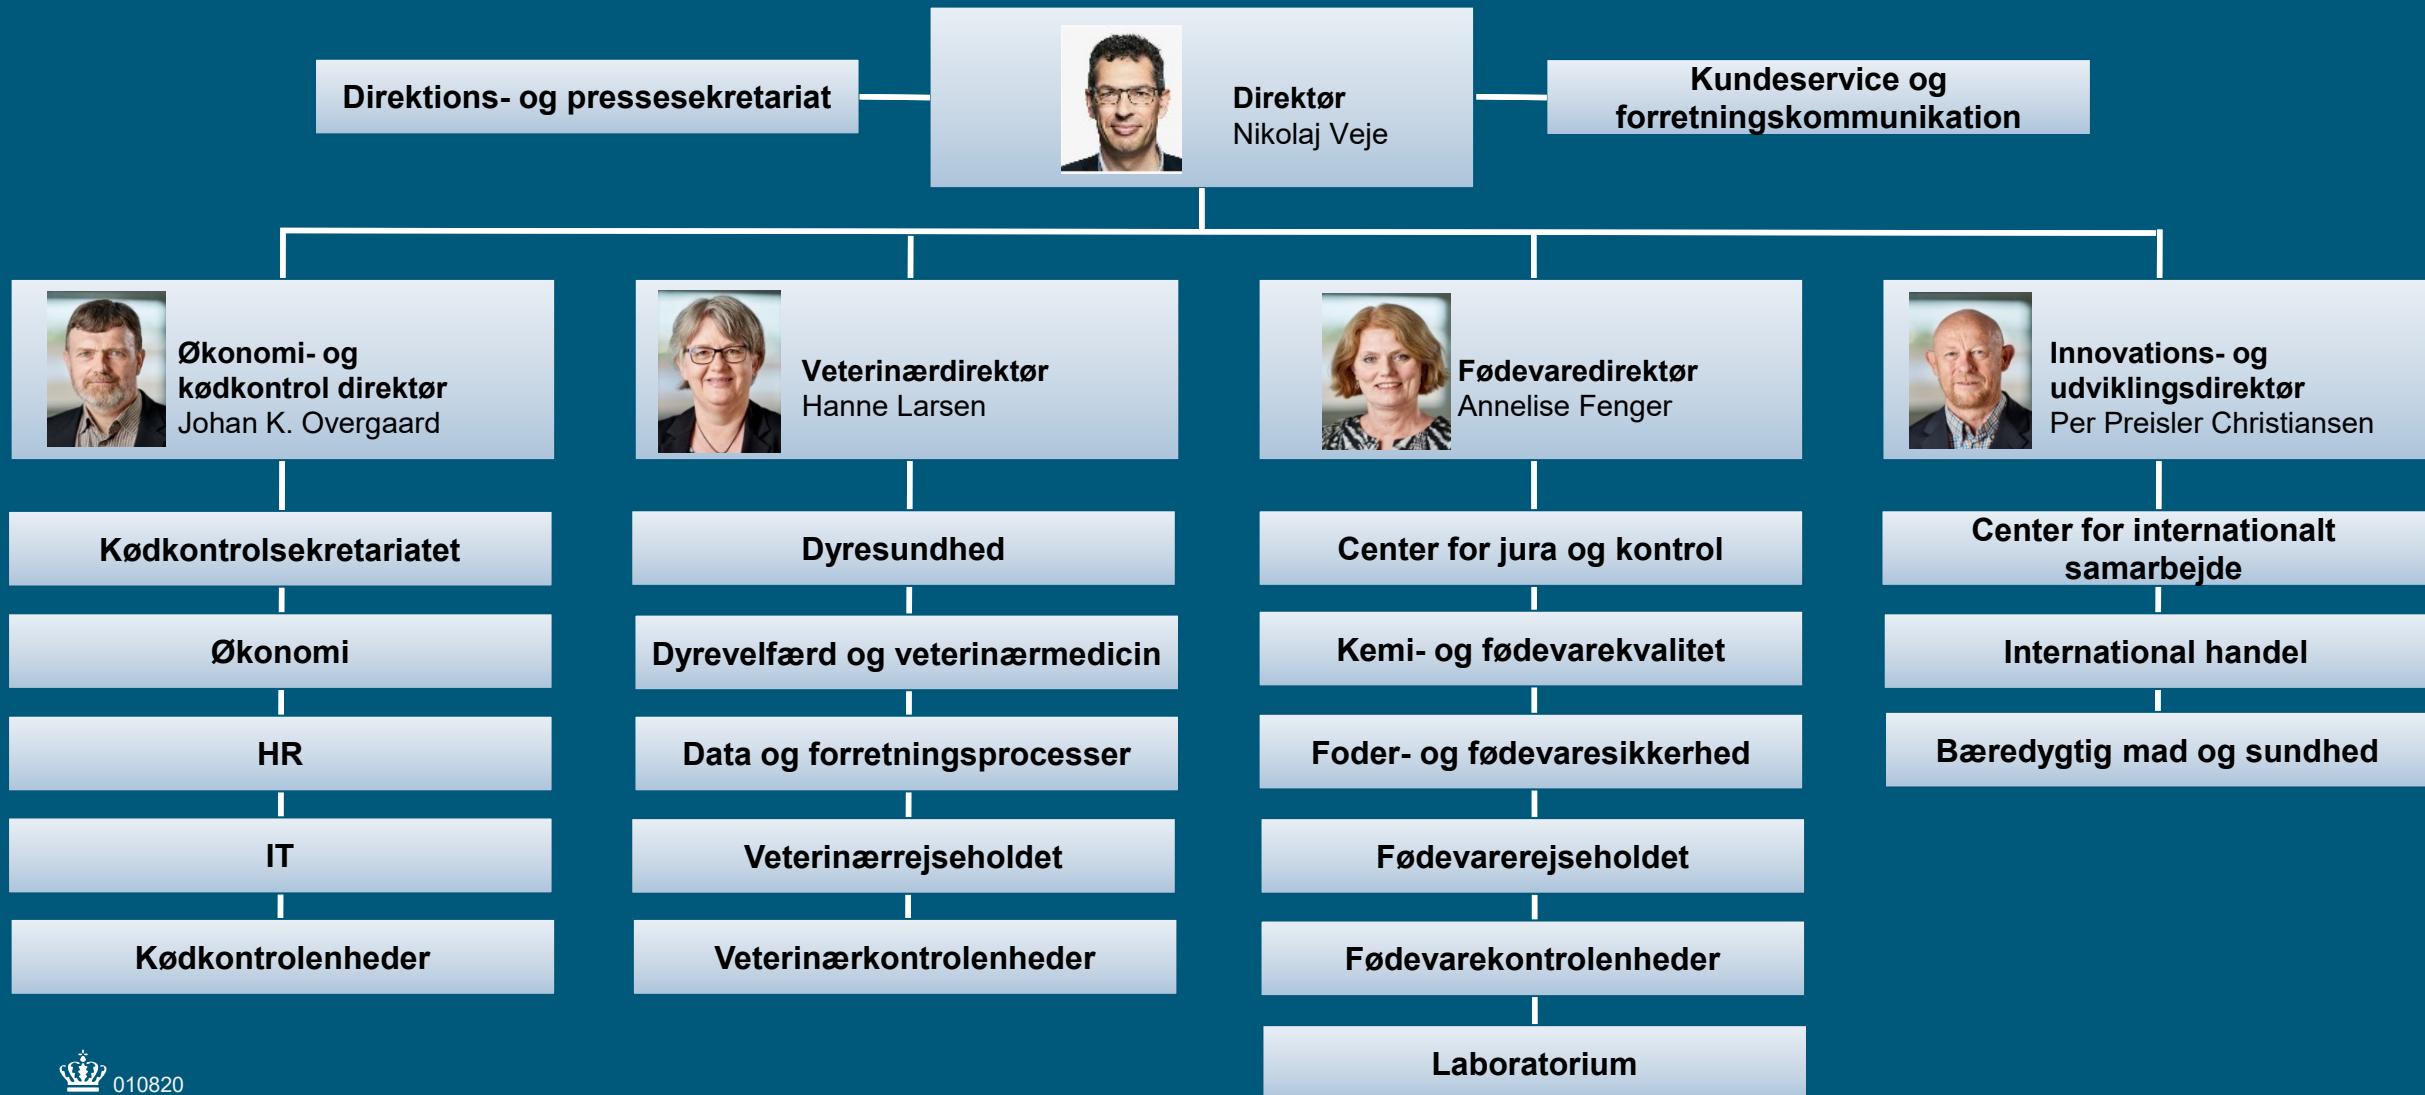 Direktions- og pressesekretariat
Direktør
Nikolaj Veje
Kundeservice og
forretningskommunikation
Økonomi- og
kødkontrol direktør
Johan K. Overgaard
Veterinærdirektør
Hanne Larsen
Fødevaredirektør
Annelise Fenger
Innovations- og
udviklingsdirektør
Per Preisler Christiansen
Kødkontrolsekretariatet
Økonomi
HR
IT
Kødkontrolenheder
Dyresundhed
Dyrevelfærd og veterinærmedicin
Data og forretningsprocesser
Veterinærrejseholdet
Veterinærkontrolenheder
Center for jura og kontrol
Kemi- og fødevarekvalitet
Foder- og fødevaresikkerhed
Fødevarerejseholdet
Fødevarekontrolenheder
Laboratorium
Center for internationalt
samarbejde
International handel
Bæredygtig mad og sundhed
010820